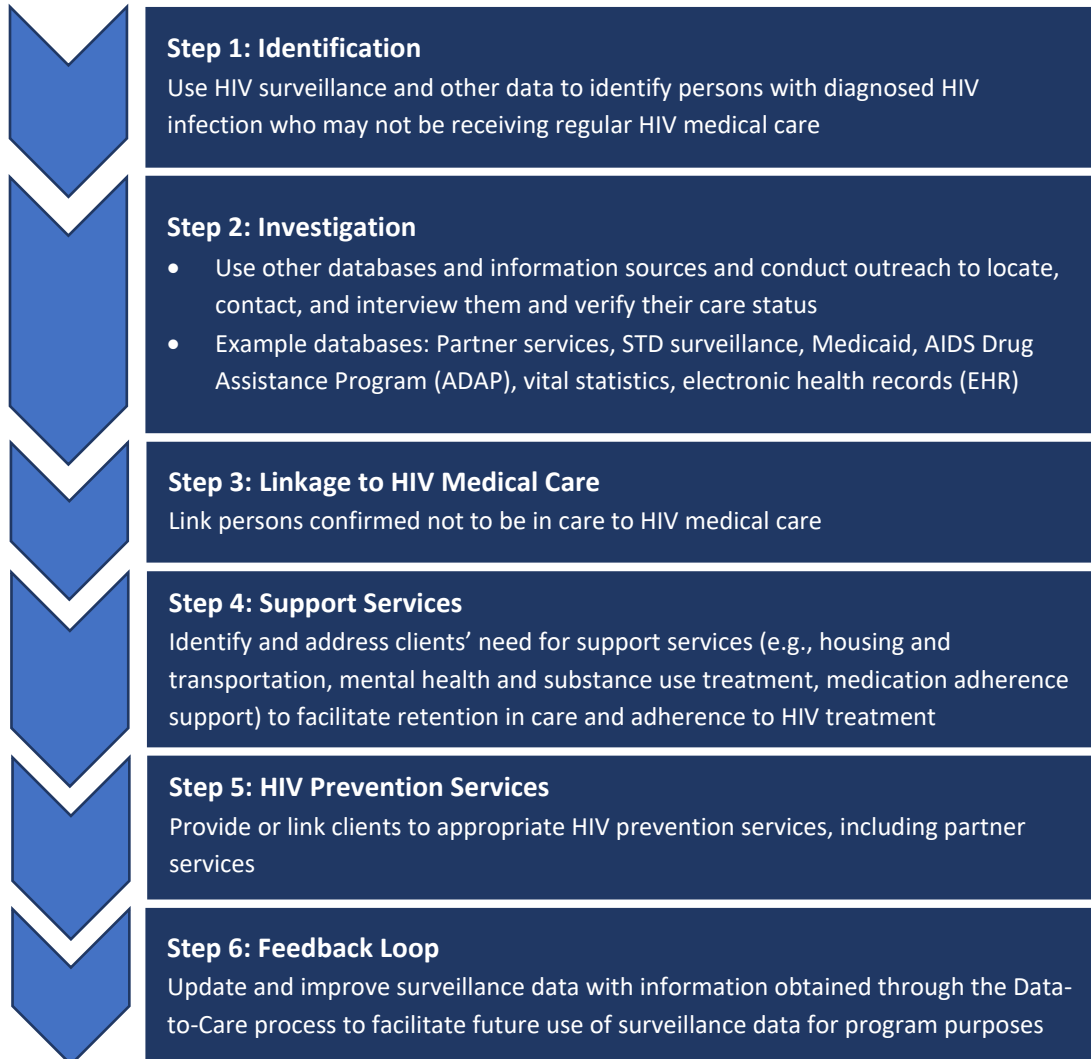 Step 1: Identification
Use HIV surveillance and other data to identify persons with diagnosed HIV
infection who may not be receiving regular HIV medical care
Step 2: Investigation
• Use other databases and information sources and conduct outreach to locate,
contact, and interview them and verify their care status
• Example databases: Partner services, STD surveillance, Medicaid, AIDS Drug
Assistance Program (ADAP), vital statistics, electronic health records (EHR)
Step 3: Linkage to HIV Medical Care
Link persons confirmed not to be in care to HIV medical care
Step 4: Support Services
Identify and address clients’ need for support services (e.g., housing and
transportation, mental health and substance use treatment, medication adherence
support) to facilitate retention in care and adherence to HIV treatment
Step 5: HIV Prevention Services
Provide or link clients to appropriate HIV prevention services, including partner
services
Step 6: Feedback Loop
Update and improve surveillance data with information obtained through the Data-
to-Care process to facilitate future use of surveillance data for program purposes